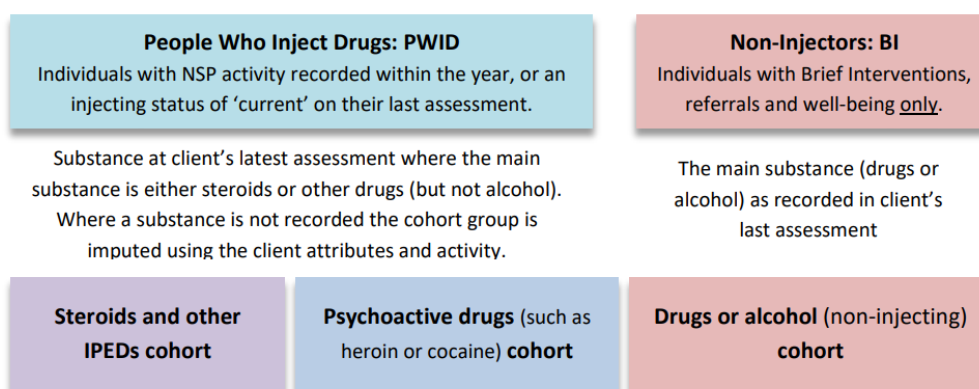 People Who Inject Drugs: PWID
Individuals with NSP activity recorded within the year, or an
injecting status of ‘current’ on their last assessment.
Non-Injectors: BI
Individuals with Brief Interventions,
referrals and well-being only.
Substance at client’s latest assessment where the main
substance is either steroids or other drugs (but not alcohol).
Where a substance is not recorded the cohort group is
imputed using the client attributes and activity.
The main substance (drugs or
alcohol) as recorded in client’s
last assessment
Steroids and other
IPEDs cohort
Psychoactive drugs (such as
heroin or cocaine) cohort
Drugs or alcohol (non-injecting)
cohort